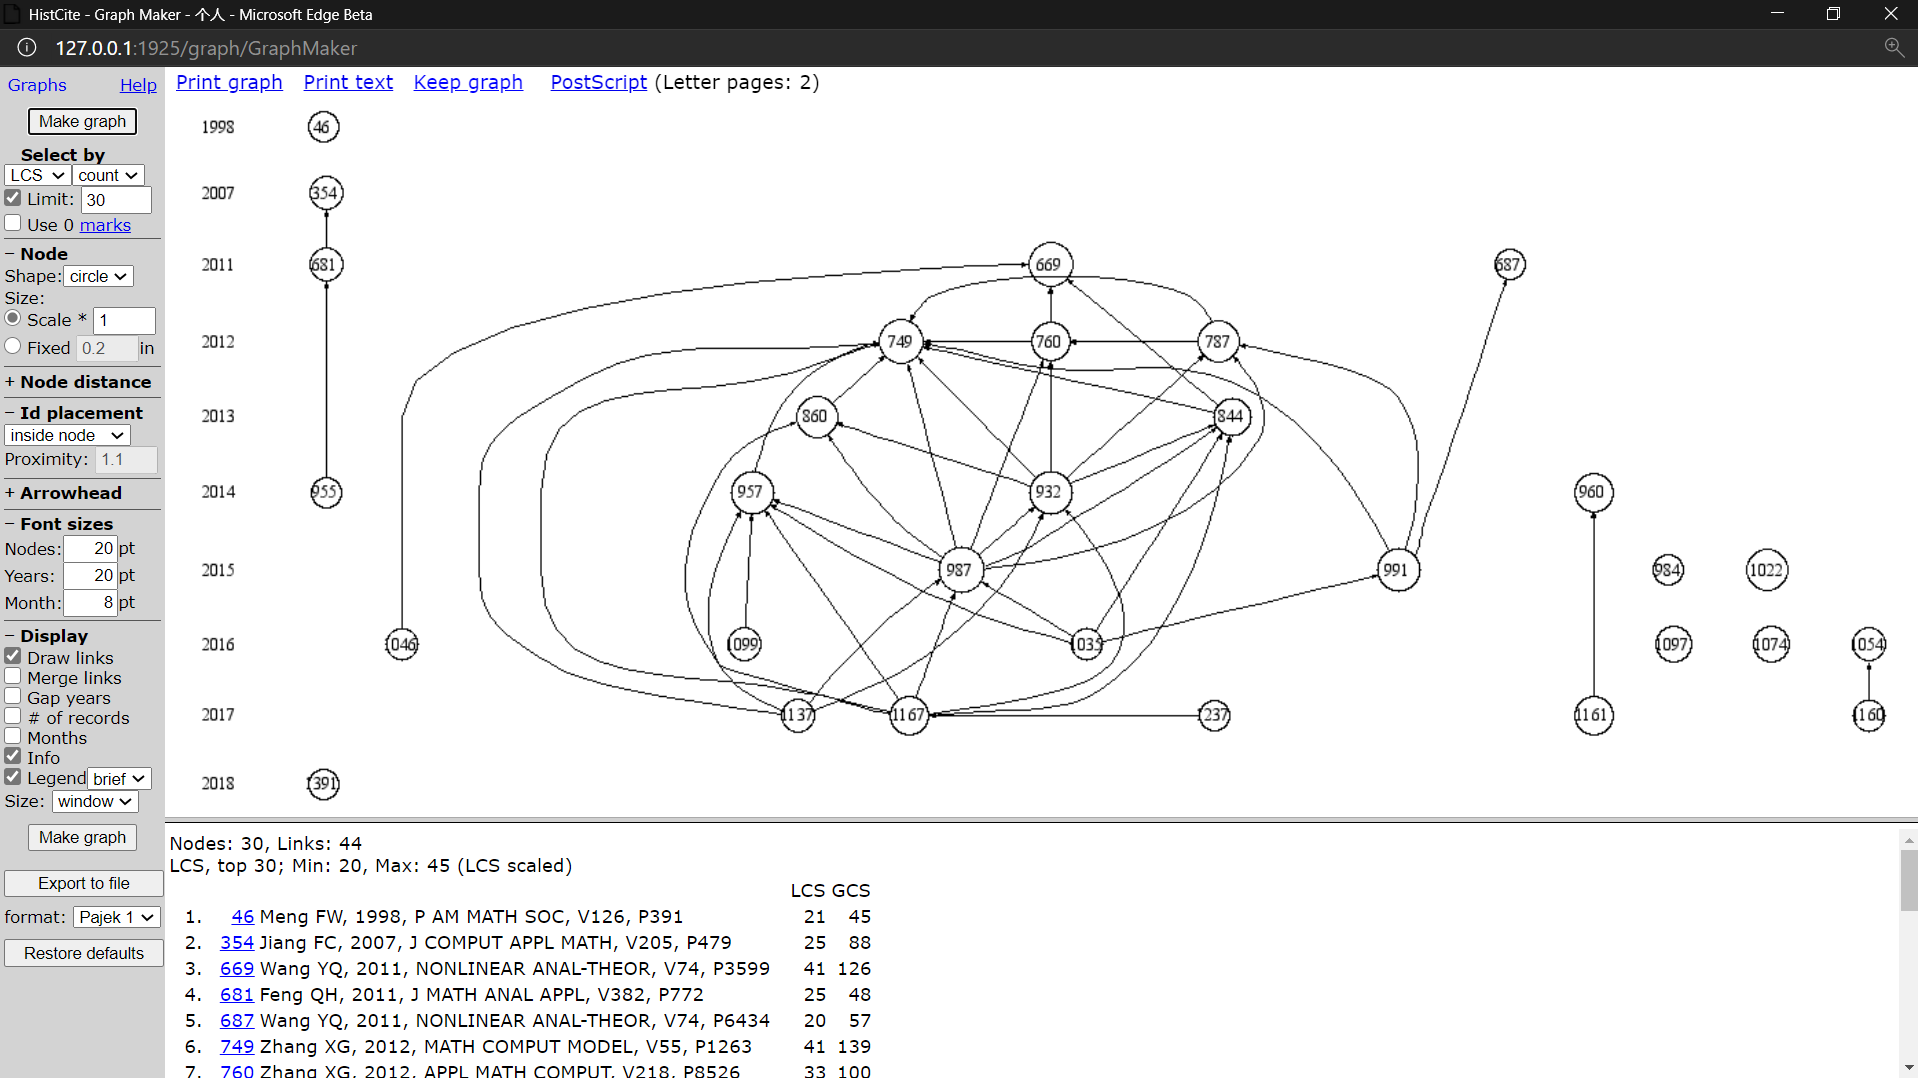 HistCite - Graph Maker - 个人 - Microsoft Edge Beta
127.0.0.1:1925/graph/GraphMaker
Graphs Help
Make graph
Select by
LCS count
Limit: 30
Use 0 marks
− Node
Shape: circle
Size:
Scale * 1
Fixed 0.2 in
+ Node distance
− Id placement
inside node
Proximity: 1.1
+ Arrowhead
− Font sizes
Nodes: 20 pt
Years: 20 pt
Month: 8 pt
− Display
Draw links
Merge links
Gap years
# of records
Months
Info
Legend brief
Size: window
Make graph
Export to file
format: Pajek 1
Restore defaults
Print graph Print text Keep graph PostScript (Letter pages: 2)
1998 46
2007 354
2011 681 669 687
2012 749 760 787
2013 860 844
2014 955 957 932 960
2015 987 991 984 1022
2016 1046 1099 1035 1097 1074 1054
2017 1137 1167 1237 1161 1160
2018 1391
Nodes: 30, Links: 44
LCS, top 30; Min: 20, Max: 45 (LCS scaled)
LCS GCS
1. 46 Meng FW, 1998, P AM MATH SOC, V126, P391 21 45
2. 354 Jiang FC, 2007, J COMPUT APPL MATH, V205, P479 25 88
3. 669 Wang YQ, 2011, NONLINEAR ANAL-THEOR, V74, P3599 41 126
4. 681 Feng QH, 2011, J MATH ANAL APPL, V382, P772 25 48
5. 687 Wang YQ, 2011, NONLINEAR ANAL-THEOR, V74, P6434 20 57
6. 749 Zhang XG, 2012, MATH COMPUT MODEL, V55, P1263 41 139
7. 760 Zhang XG, 2012, APPL MATH COMPUT, V218, P8526 33 100